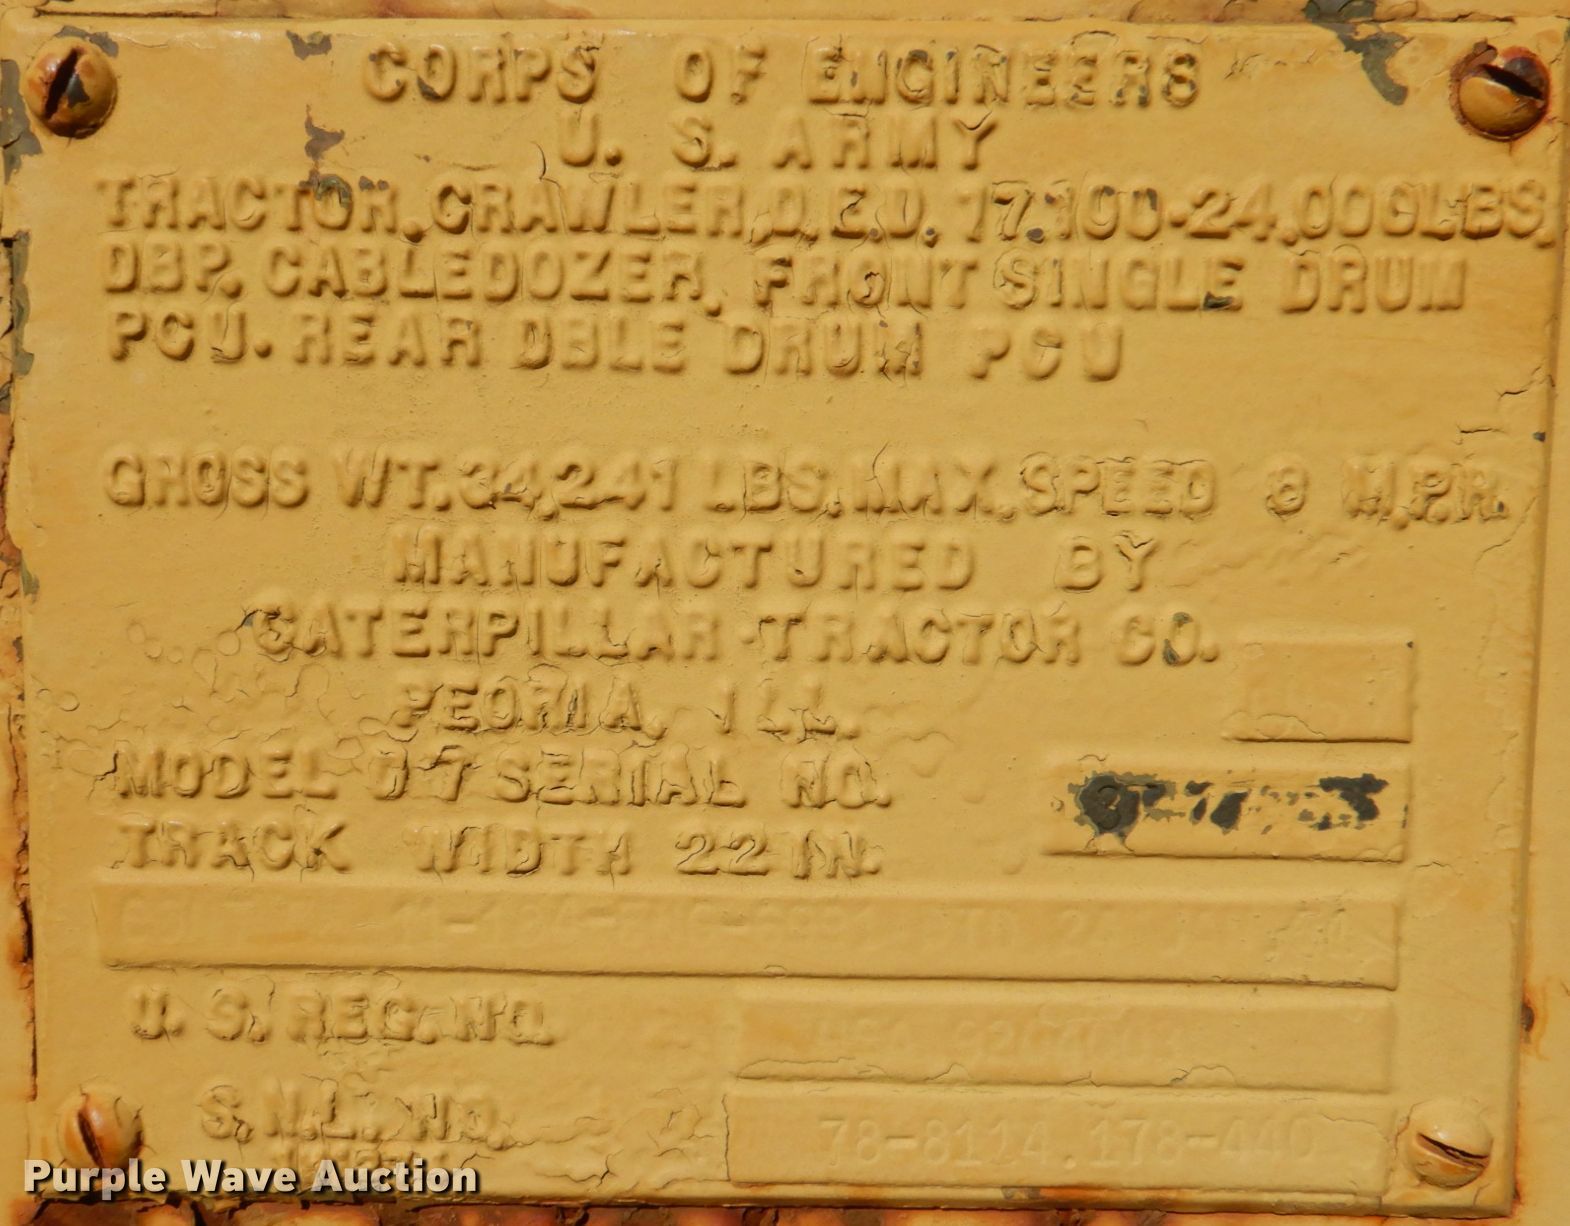 CORPS OF ENGINEERS
U. S. ARMY
TRACTOR, CRAWLER, D.E.D. 17,100-24,000 LBS.
DBP. CABLEDOZER, FRONT SINGLE DRUM
PCU. REAR DBLE DRUM PCU
GROSS WT. 34,241 LBS. MAX. SPEED 8 M.P.H.
MANUFACTURED BY
CATERPILLAR TRACTOR CO.
PEORIA, ILL.
MODEL D7 SERIAL NO.
TRACK WIDTH 22 IN.
U. S. REG. NO.
S.N.L. NO. 78-8114.178-440
Purple Wave Auction